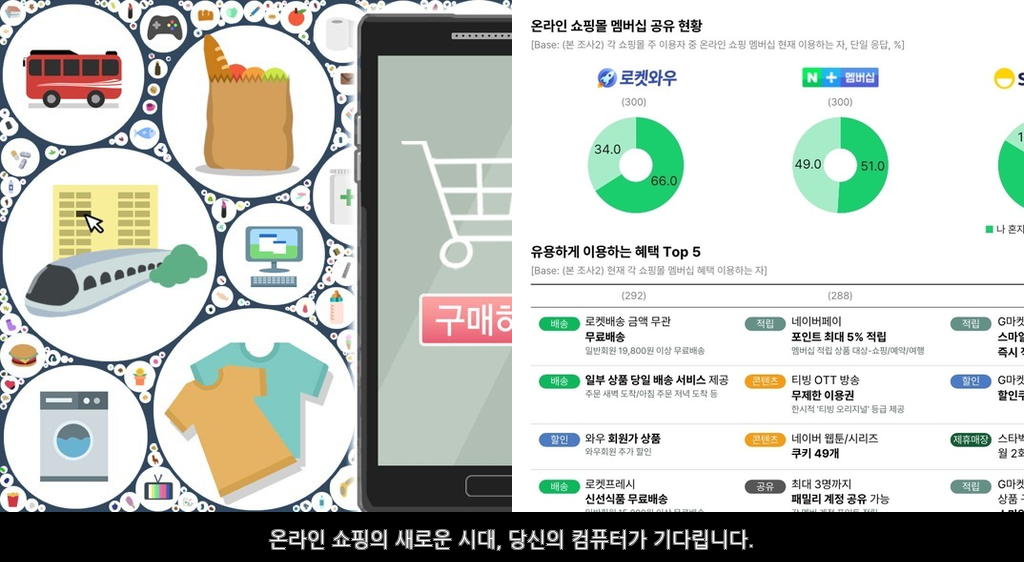 구매하
온라인 쇼핑몰 멤버십 공유 현황
[Base: (본 조사2) 각 쇼핑몰 주 이용자 중 온라인 쇼핑 멤버십 현재 이용하는 자, 단일 응답, %]
로켓와우
N + 멤버십
S
(300)
(300)
34.0
66.0
49.0
51.0
1
나 혼자
유용하게 이용하는 혜택 Top 5
[Base: (본 조사2) 현재 각 쇼핑몰 멤버십 혜택 이용하는 자]
(292)
(288)
배송
로켓배송 금액 무관
무료배송
일반회원 19,800원 이상 무료배송
적립
네이버페이
포인트 최대 5% 적립
멤버십 적립 상품 대상-쇼핑/예약/여행
적립
G마켓
스마일
즉시
배송
일부 상품 당일 배송 서비스 제공
주문 새벽 도착/아침 주문 저녁 도착 등
콘텐츠
티빙 OTT 방송
무제한 이용권
한시적 '티빙 오리지널' 등급 제공
할인
G마켓
할인쿠
할인
와우 회원가 상품
와우회원 추가 할인
콘텐츠
네이버 웹툰/시리즈
쿠키 49개
제휴매장
스타벅
월 2회
배송
로켓프레시
신선식품 무료배송
공유
최대 3명까지
패밀리 계정 공유 가능
적립
G마켓
상품 구
온라인 쇼핑의 새로운 시대, 당신의 컴퓨터가 기다립니다.